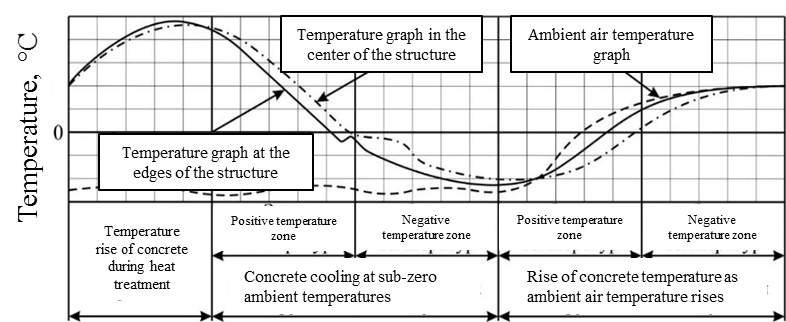 Temperature graph in the
center of the structure
Ambient air temperature
graph
Temperature, °C
0
Temperature graph at the
edges of the structure
Temperature
rise of concrete
during heat
treatment
Positive temperature
zone
Negative
temperature zone
Positive temperature
zone
Negative
temperature zone
Concrete cooling at sub-zero
ambient temperatures
Rise of concrete temperature as
ambient air temperature rises